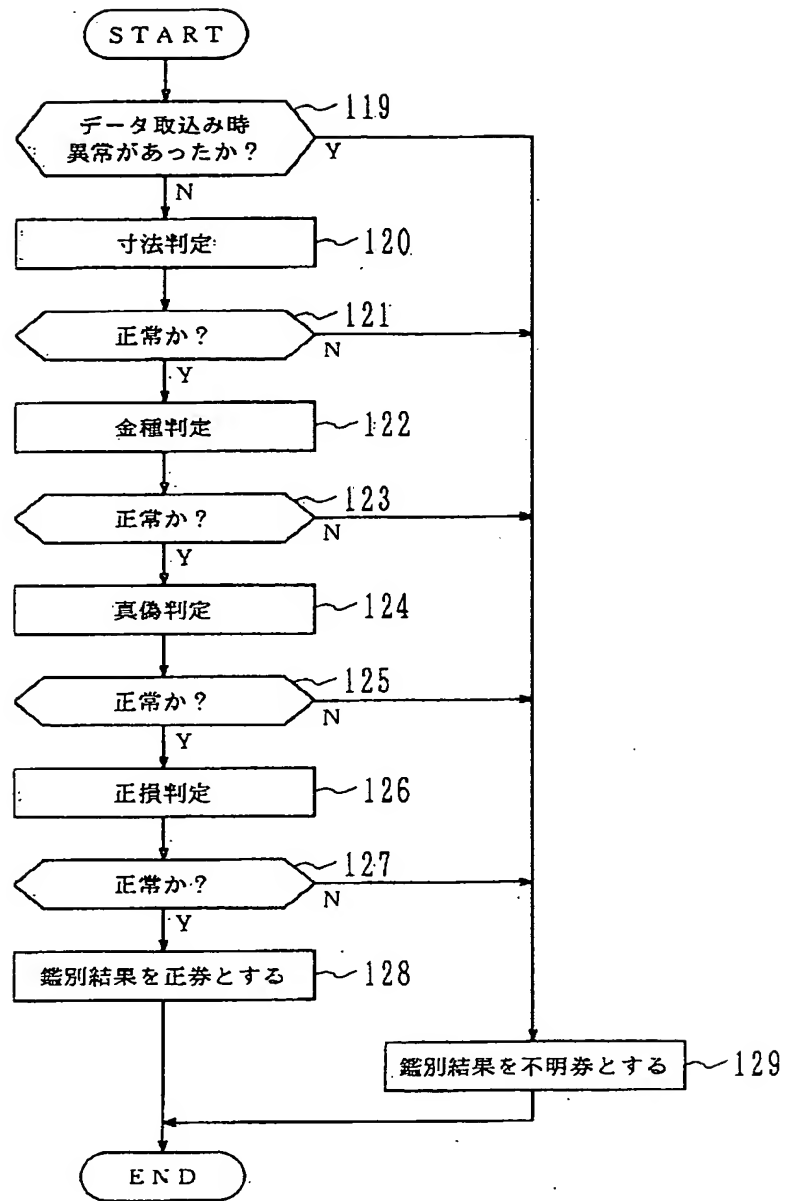 START
データ取込み時
異常があったか?
119
Y
N
寸法判定
120
正常か?
121
N
Y
金種判定
122
正常か?
123
N
Y
真偽判定
124
正常か?
125
N
Y
正損判定
126
正常か?
127
N
Y
鑑別結果を正券とする
128
鑑別結果を不明券とする
129
END